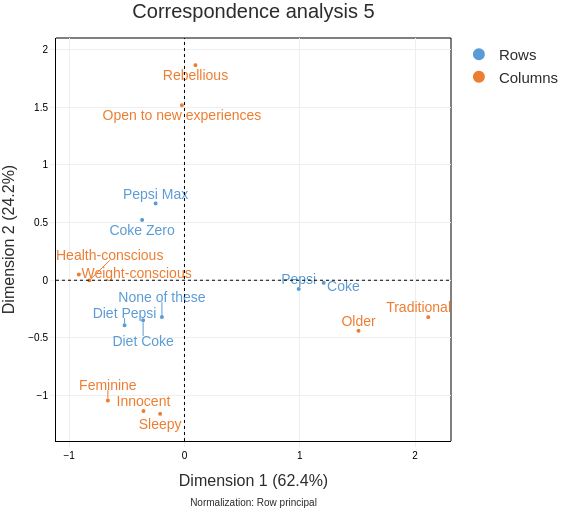 Correspondence analysis 5
Rows
Columns
2
1.5
1
0.5
0
−0.5
−1
Dimension 2 (24.2%)
Rebellious
Open to new experiences
Pepsi Max
Coke Zero
Health-conscious
Weight-conscious
Pepsi
Coke
None of these
Diet Pepsi
Diet Coke
Traditional
Older
Feminine
Innocent
Sleepy
−1
0
1
2
Dimension 1 (62.4%)
Normalization: Row principal